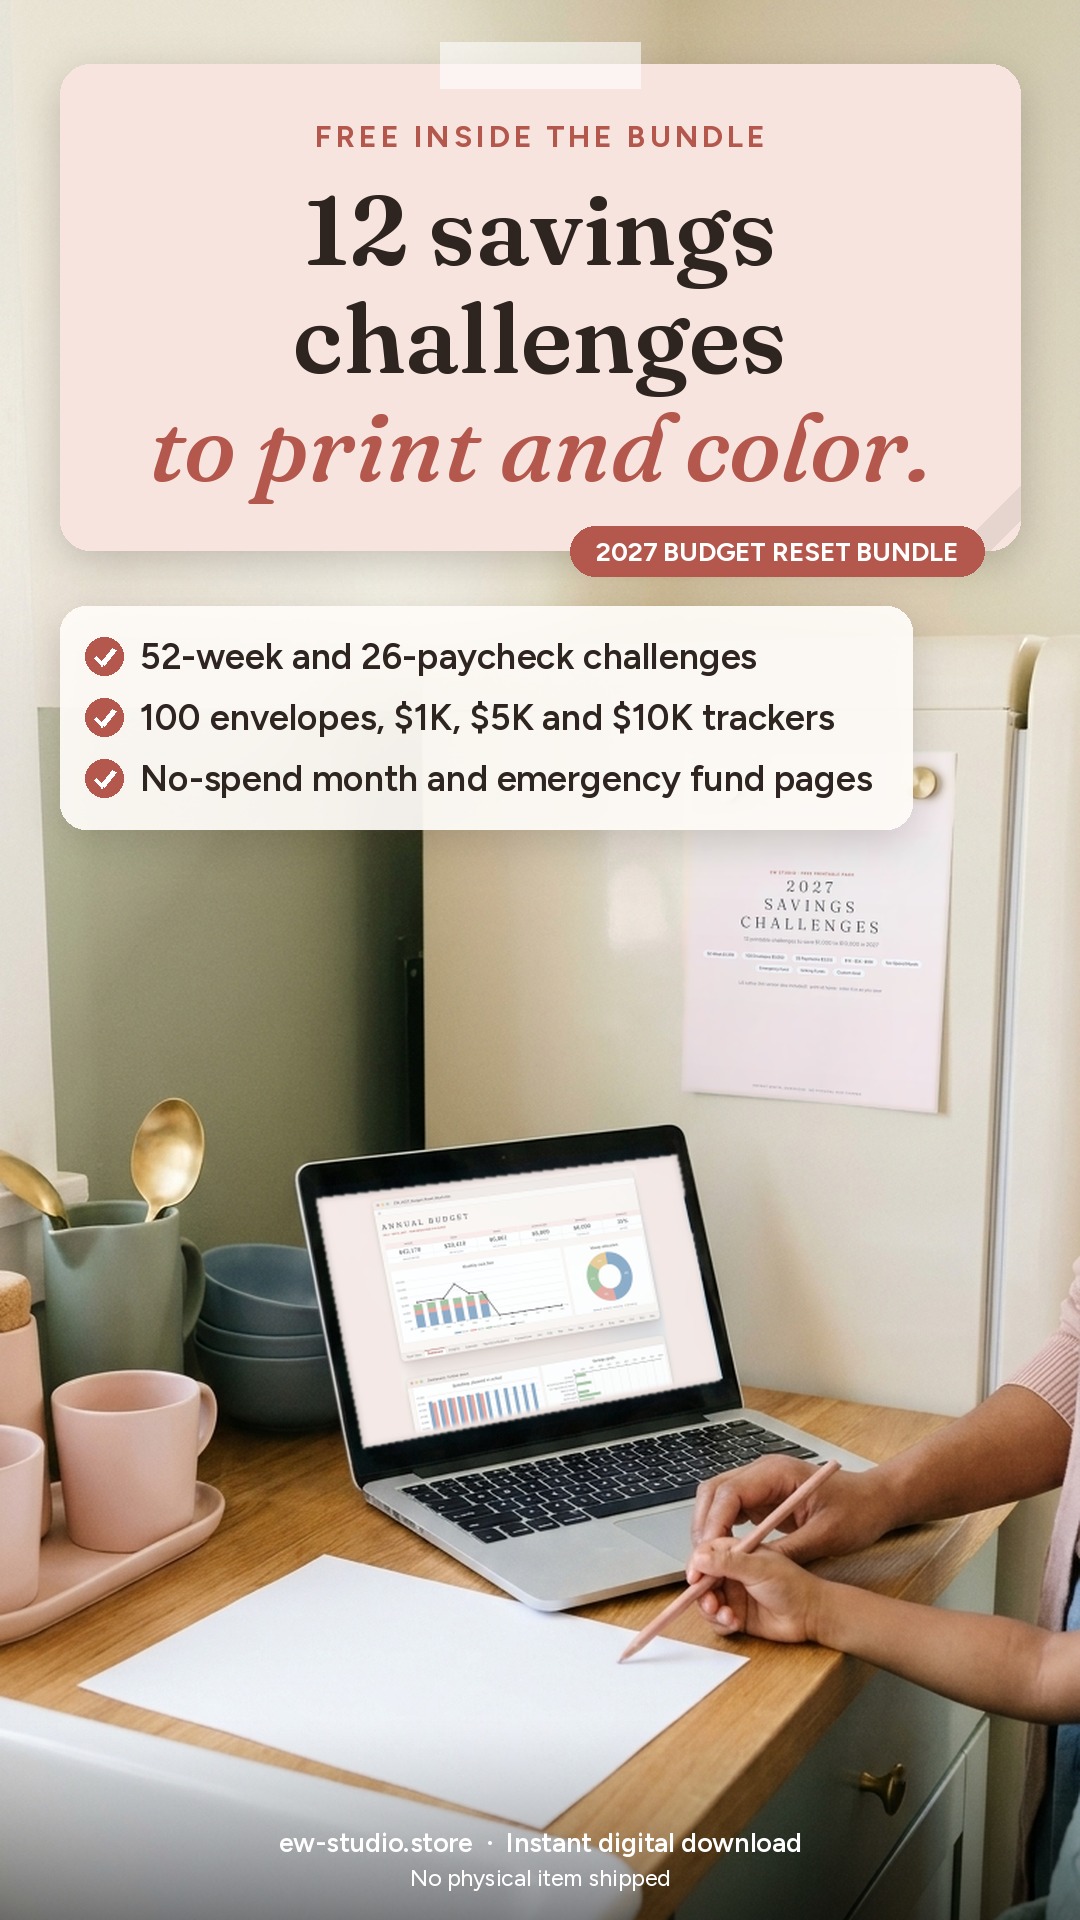 FREE INSIDE THE BUNDLE
12 savings
challenges
to print and color.
2027 BUDGET RESET BUNDLE
52-week and 26-paycheck challenges
100 envelopes, $1K, $5K and $10K trackers
No-spend month and emergency fund pages
2027
SAVINGS
CHALLENGES
ANNUAL BUDGET
ew-studio.store · Instant digital download
No physical item shipped